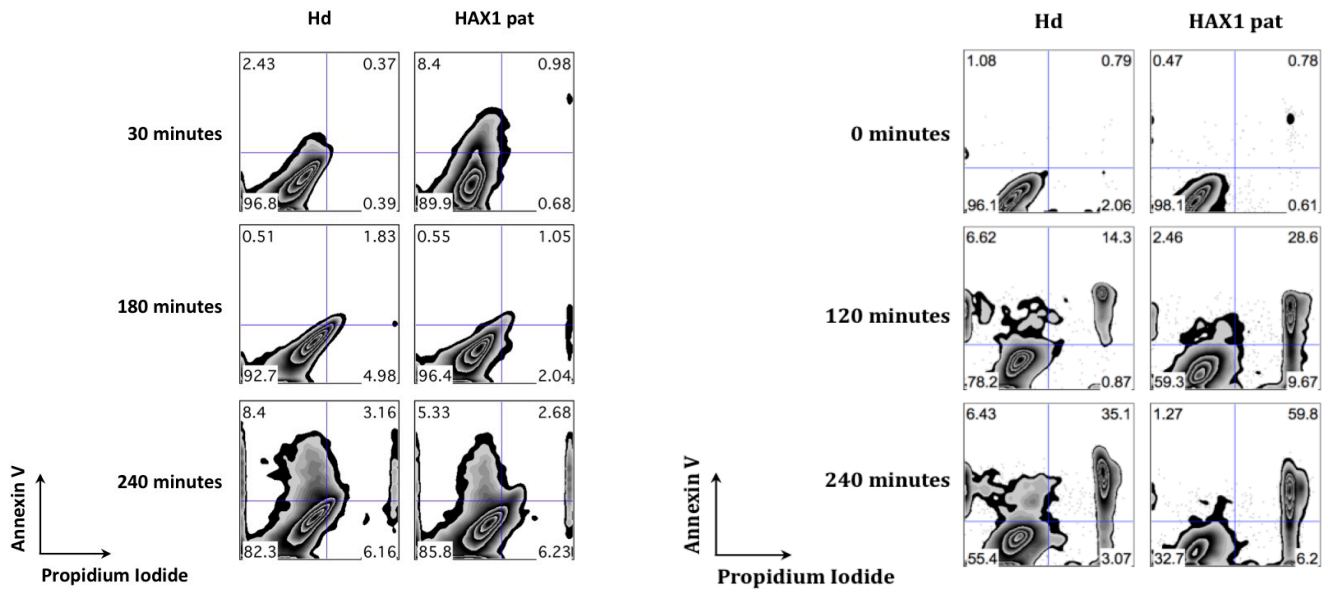 Hd HAX1 pat
30 minutes
2.43 0.37 8.4 0.98
96.8 0.39 89.9 0.68
180 minutes
0.51 1.83 0.55 1.05
92.7 4.98 96.4 2.04
240 minutes
8.4 3.16 5.33 2.68
82.3 6.16 85.8 6.23
Annexin V
Propidium Iodide
Hd HAX1 pat
0 minutes
1.08 0.79 0.47 0.78
96.1 2.06 98.1 0.61
120 minutes
6.62 14.3 2.46 28.6
78.2 0.87 59.3 9.67
240 minutes
6.43 35.1 1.27 59.8
55.4 3.07 32.7 6.2
Annexin V
Propidium Iodide